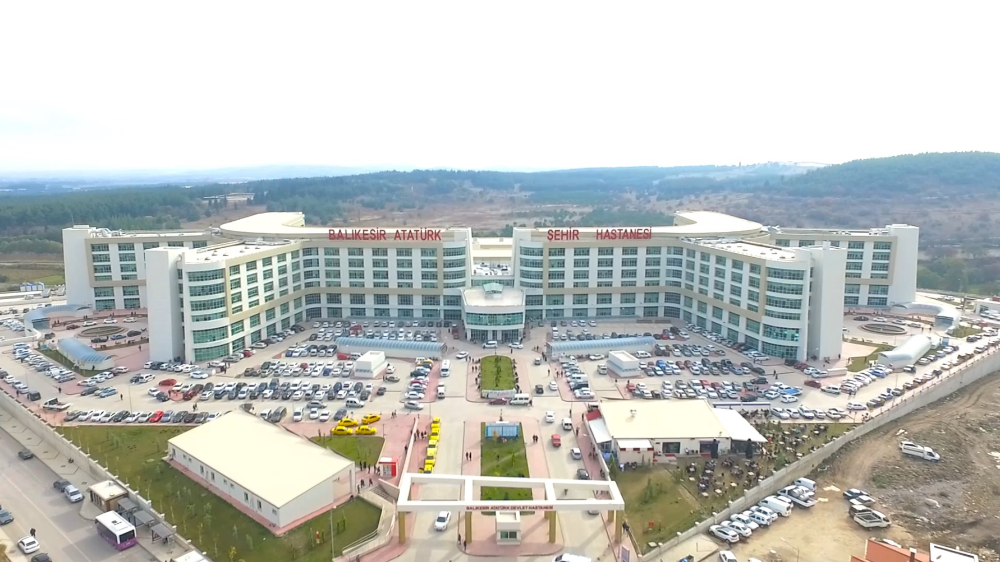 BALIKESİR ATATÜRK ŞEHİR HASTANESİ
BALIKESİR ATATÜRK DEVLET HASTANESİ